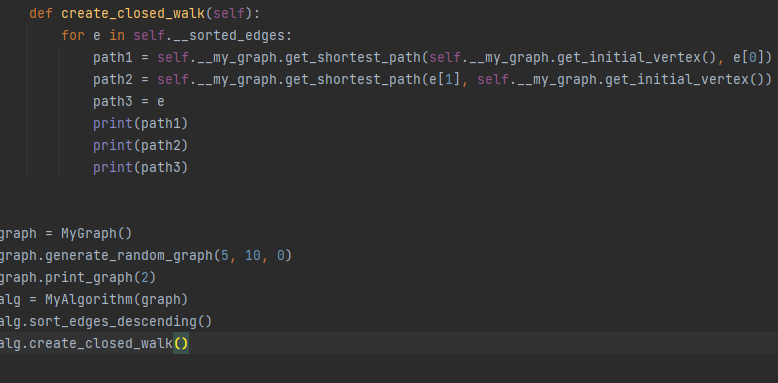 def create_closed_walk(self):
for e in self.__sorted_edges:
path1 = self.__my_graph.get_shortest_path(self.__my_graph.get_initial_vertex(), e[0])
path2 = self.__my_graph.get_shortest_path(e[1], self.__my_graph.get_initial_vertex())
path3 = e
print(path1)
print(path2)
print(path3)
graph = MyGraph()
graph.generate_random_graph(5, 10, 0)
graph.print_graph(2)
alg = MyAlgorithm(graph)
alg.sort_edges_descending()
alg.create_closed_walk()